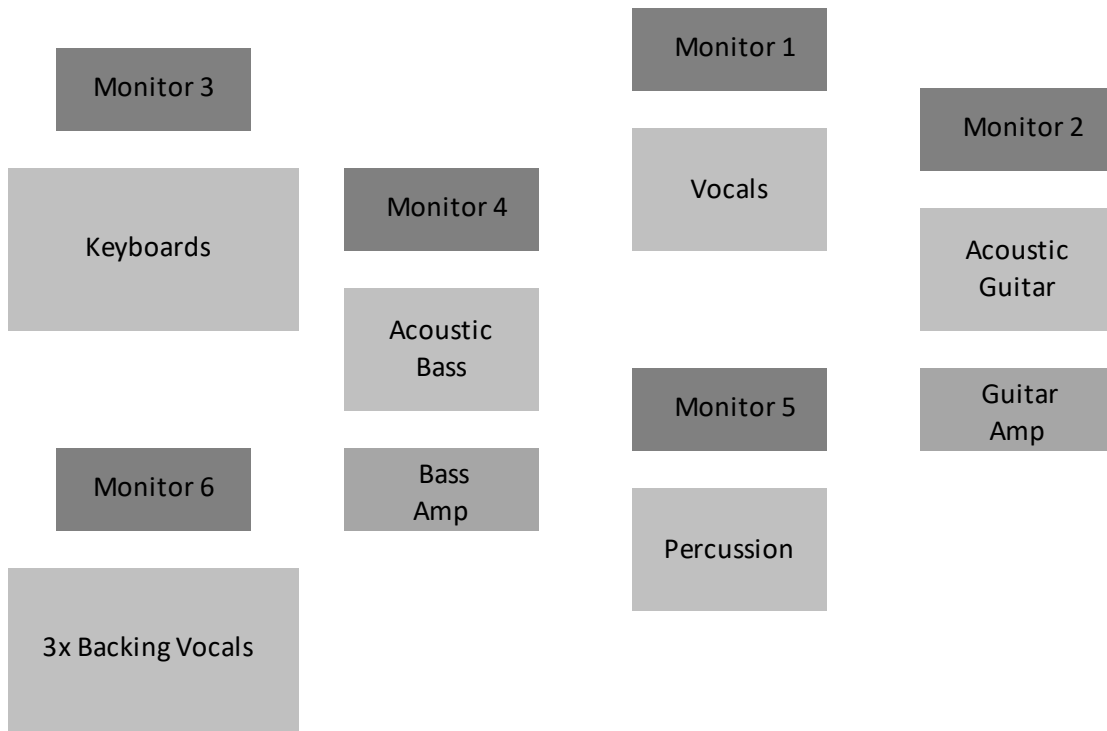 Monitor 1
Monitor 3
Monitor 2
Vocals
Monitor 4
Keyboards
Acoustic
Guitar
Acoustic
Bass
Monitor 5
Guitar
Amp
Monitor 6
Bass
Amp
Percussion
3x Backing Vocals